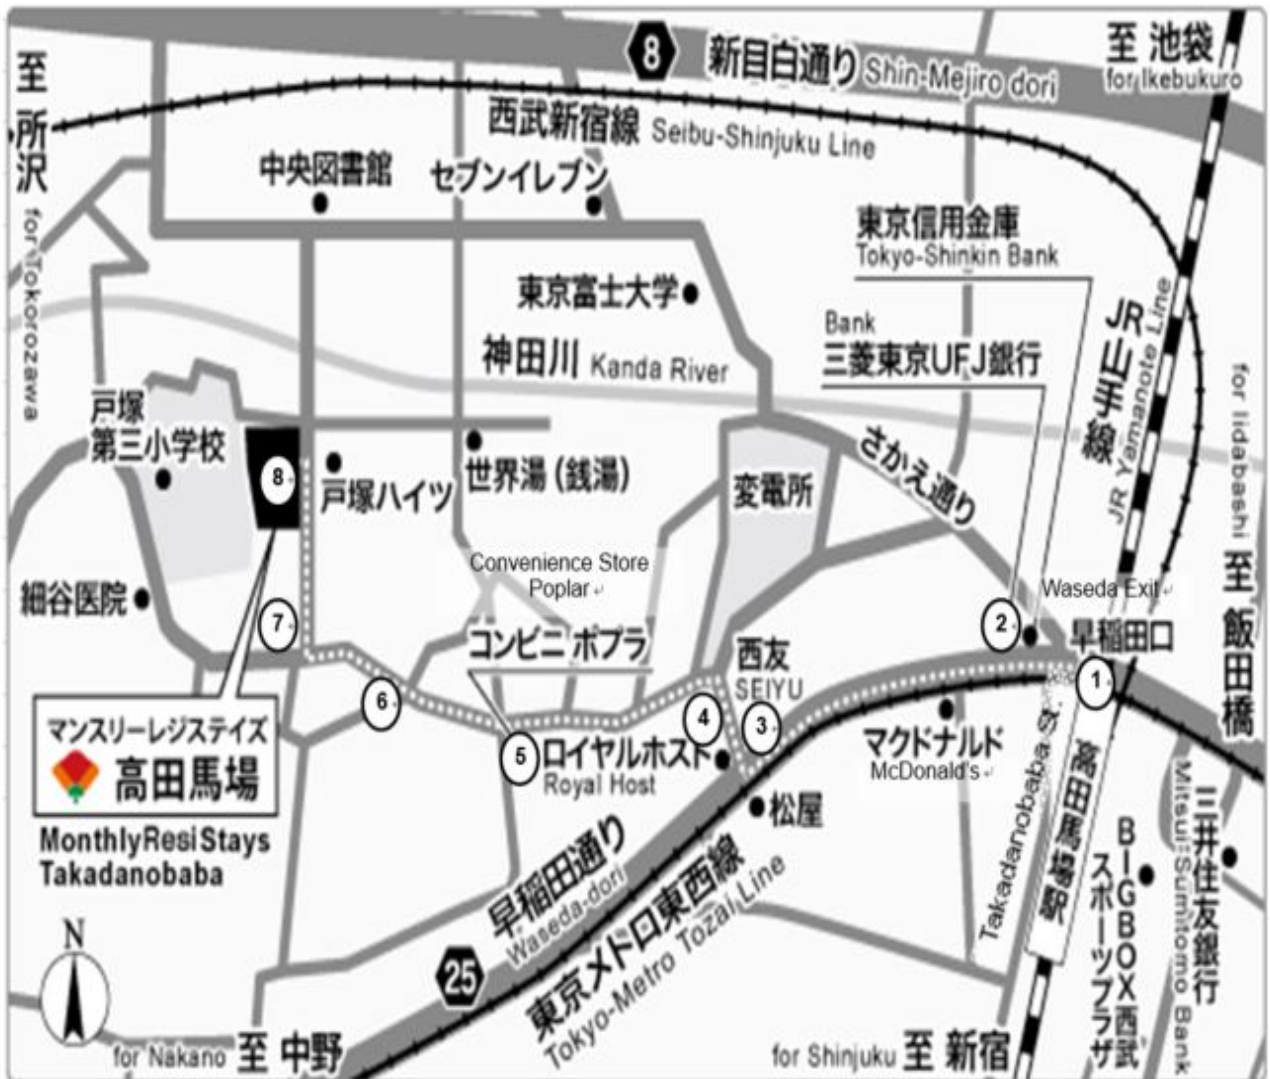 8
新目白通り Shin-Mejiro dori
至 池袋
for Ikebukuro
至 所沢
for Tokorozawa
西武新宿線 Seibu-Shinjuku Line
中央図書館
セブンイレブン
東京信用金庫
Tokyo-Shinkin Bank
東京富士大学
JR山手線
JR Yamanote Line
Bank
三菱東京UFJ銀行
神田川 Kanda River
for Iidabashi
至 飯田橋
戸塚
第三小学校
8
戸塚ハイツ
世界湯（銭湯）
変電所
さかえ通り
Convenience Store
Poplar
Waseda Exit
細谷医院
7
2
早稲田口
コンビニ ポプラ
西友
SEIYU
1
6
4
3
マンスリーレジステイズ
高田馬場
5
ロイヤルホスト
Royal Host
マクドナルド
McDonald's
MonthlyResiStays
Takadanobaba
松屋
Takadanobaba
高田馬場駅
BIGBOX西武
スポーツプラザ
三井住友銀行
Mitsui:Sumitomo Bank
早稲田通り
Waseda-dori
東京メトロ東西線
Tokyo-Metro Tozai Line
N
25
for Nakano 至 中野
for Shinjuku 至 新宿